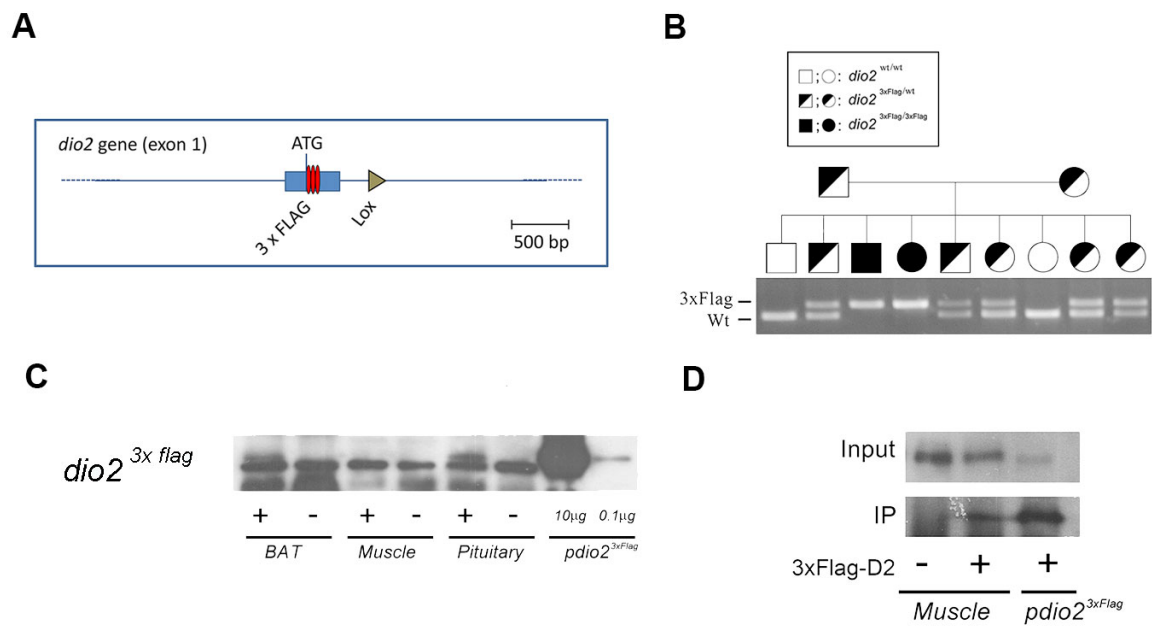 A
dio2 gene (exon 1)
ATG
3 x FLAG
Lox
500 bp
B
□;○: dio2 wt/wt
: dio2 3xFlag/wt
■;●: dio2 3xFlag/3xFlag
3xFlag
Wt
C
dio2 3x flag
+ - + - + - 10µg 0.1µg
BAT Muscle Pituitary pdio2 3xFlag
D
Input
IP
3xFlag-D2 - + +
Muscle pdio2 3xFlag